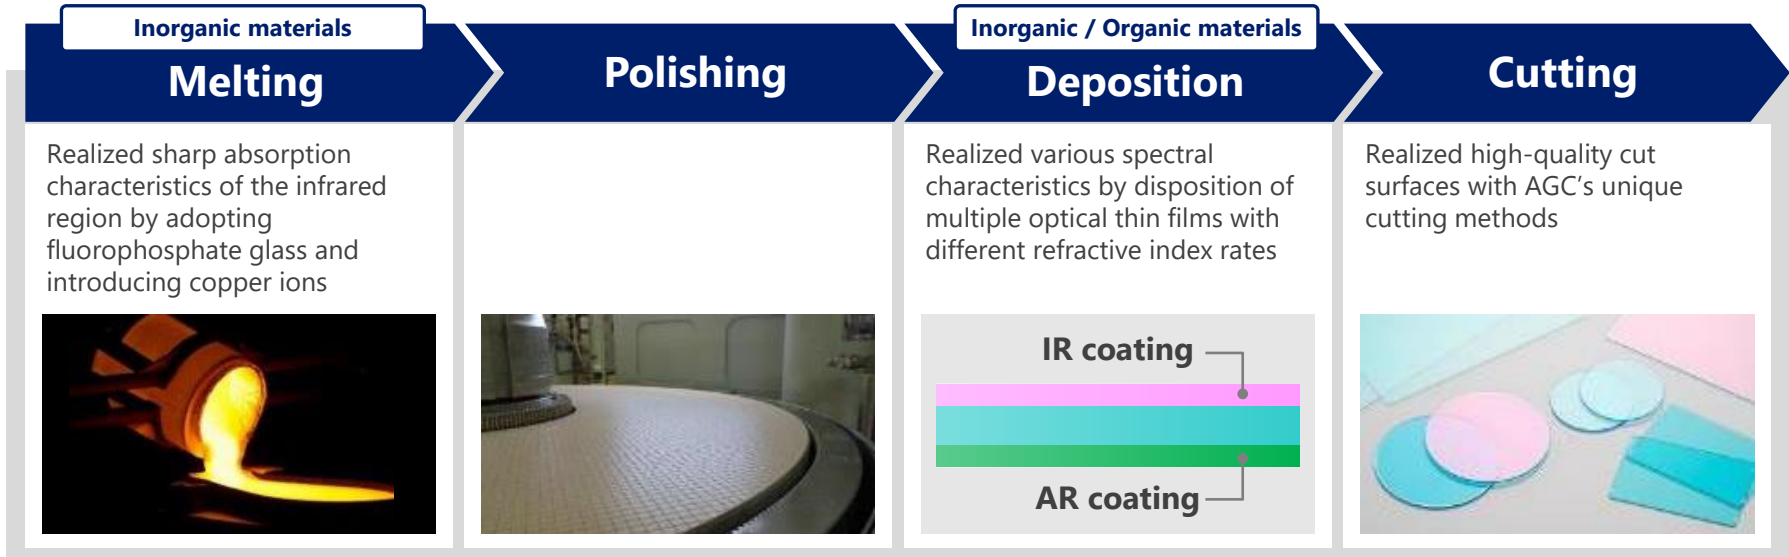 Inorganic materials
Melting
Realized sharp absorption
characteristics of the infrared
region by adopting
fluorophosphate glass and
introducing copper ions
Polishing
Inorganic / Organic materials
Deposition
Realized various spectral
characteristics by disposition of
multiple optical thin films with
different refractive index rates
IR coating
AR coating
Cutting
Realized high-quality cut
surfaces with AGC’s unique
cutting methods